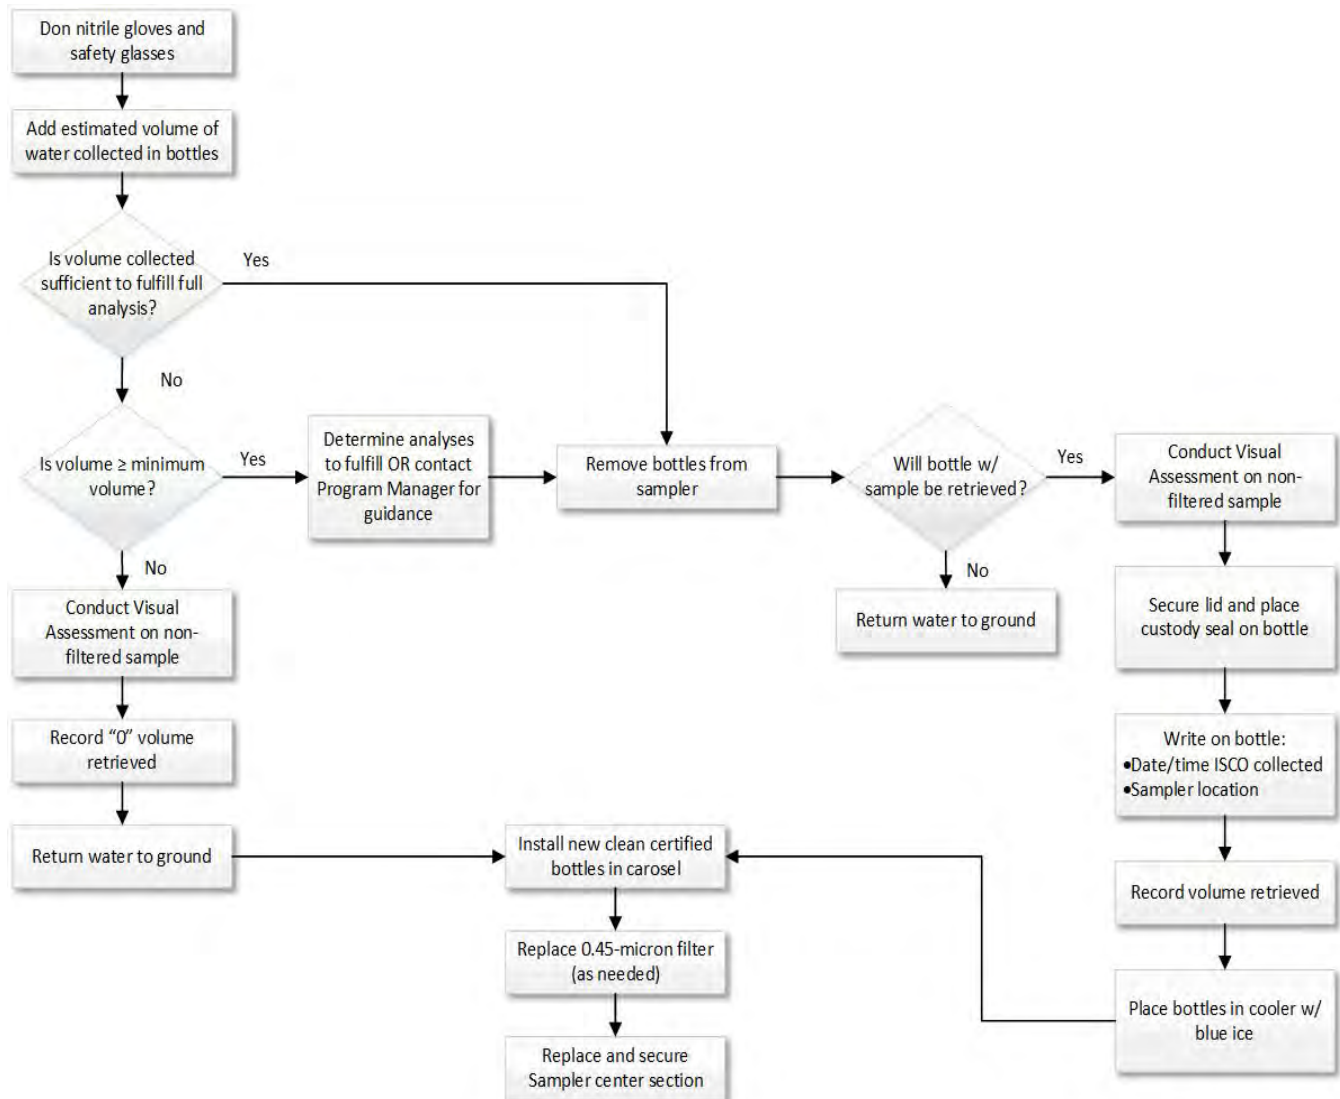 Don nitrile gloves and
safety glasses
Add estimated volume of
water collected in bottles
Is volume collected
sufficient to fulfill full
analysis?
Yes
No
Is volume ≥ minimum
volume?
Yes
Determine analyses
to fulfill OR contact
Program Manager for
guidance
Remove bottles from
sampler
Will bottle w/
sample be retrieved?
Yes
Conduct Visual
Assessment on non-
filtered sample
No
Return water to ground
Secure lid and place
custody seal on bottle
Write on bottle:
•Date/time ISCO collected
•Sampler location
Record volume retrieved
Place bottles in cooler w/
blue ice
No
Conduct Visual
Assessment on non-
filtered sample
Record “0” volume
retrieved
Return water to ground
Install new clean certified
bottles in carosel
Replace 0.45-micron filter
(as needed)
Replace and secure
Sampler center section